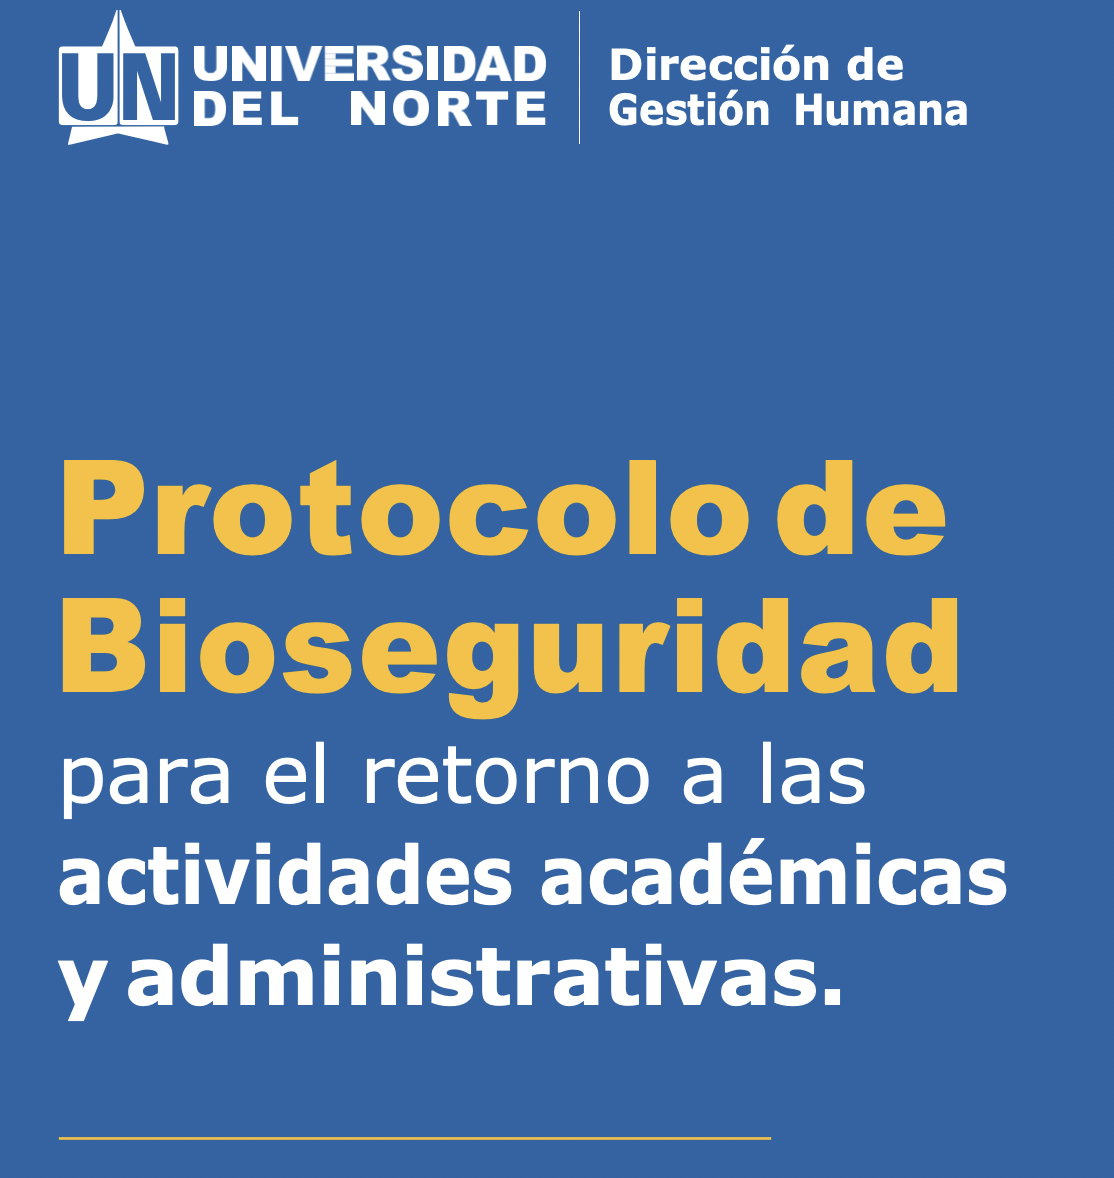 UN UNIVERSIDAD
DEL NORTE
Dirección de
Gestión Humana
Protocolo de
Bioseguridad
para el retorno a las
actividades académicas
y administrativas.